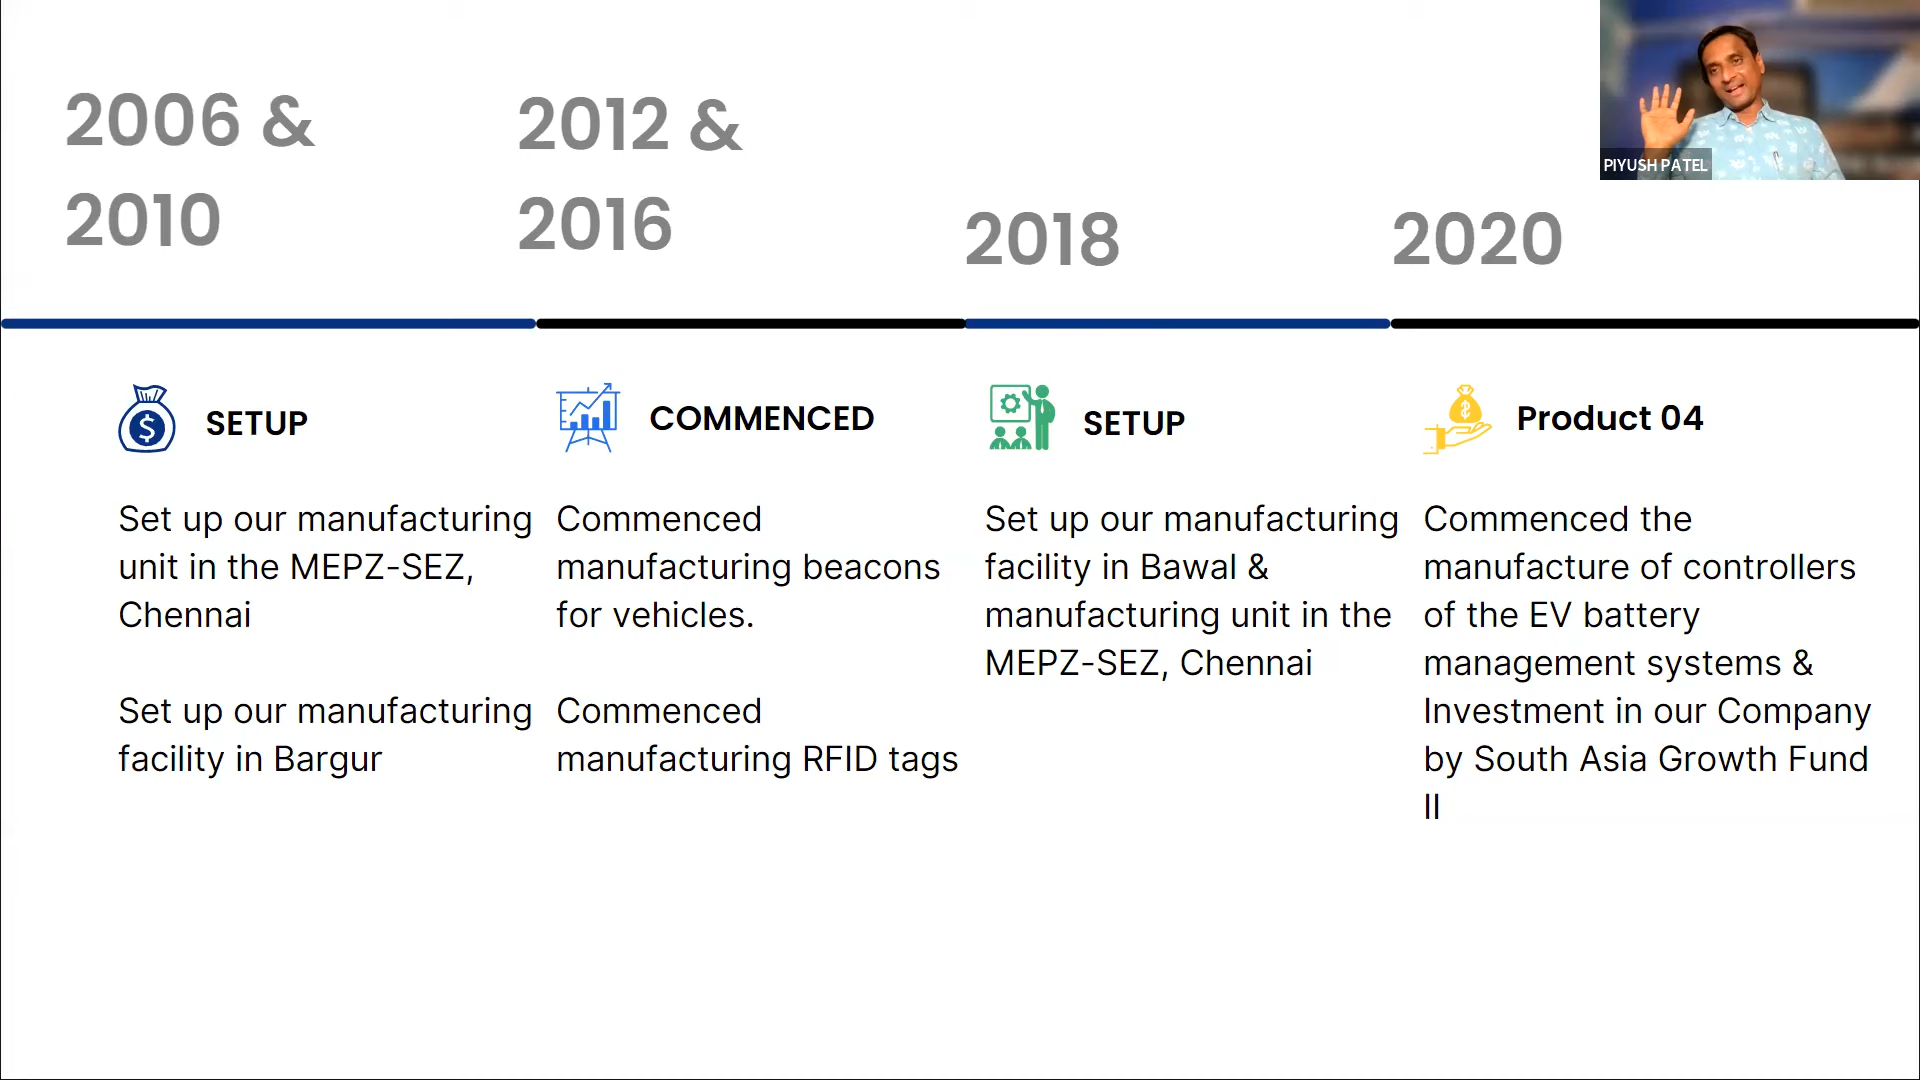 2006 &
2010
2012 &
2016
2018
2020
PIYUSH PATEL
SETUP
Set up our manufacturing
unit in the MEPZ-SEZ,
Chennai
Set up our manufacturing
facility in Bargur
COMMENCED
Commenced
manufacturing beacons
for vehicles.
Commenced
manufacturing RFID tags
SETUP
Set up our manufacturing
facility in Bawal &
manufacturing unit in the
MEPZ-SEZ, Chennai
Product 04
Commenced the
manufacture of controllers
of the EV battery
management systems &
Investment in our Company
by South Asia Growth Fund
II